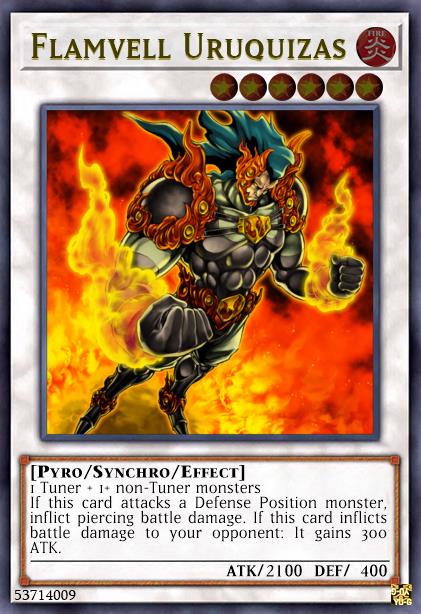 Flamvell Uruquizas
FIRE
炎
[Pyro/Synchro/Effect]
1 Tuner + 1+ non-Tuner monsters
If this card attacks a Defense Position monster,
inflict piercing battle damage. If this card inflicts
battle damage to your opponent: It gains 300
ATK.
ATK/2100 DEF/ 400
53714009